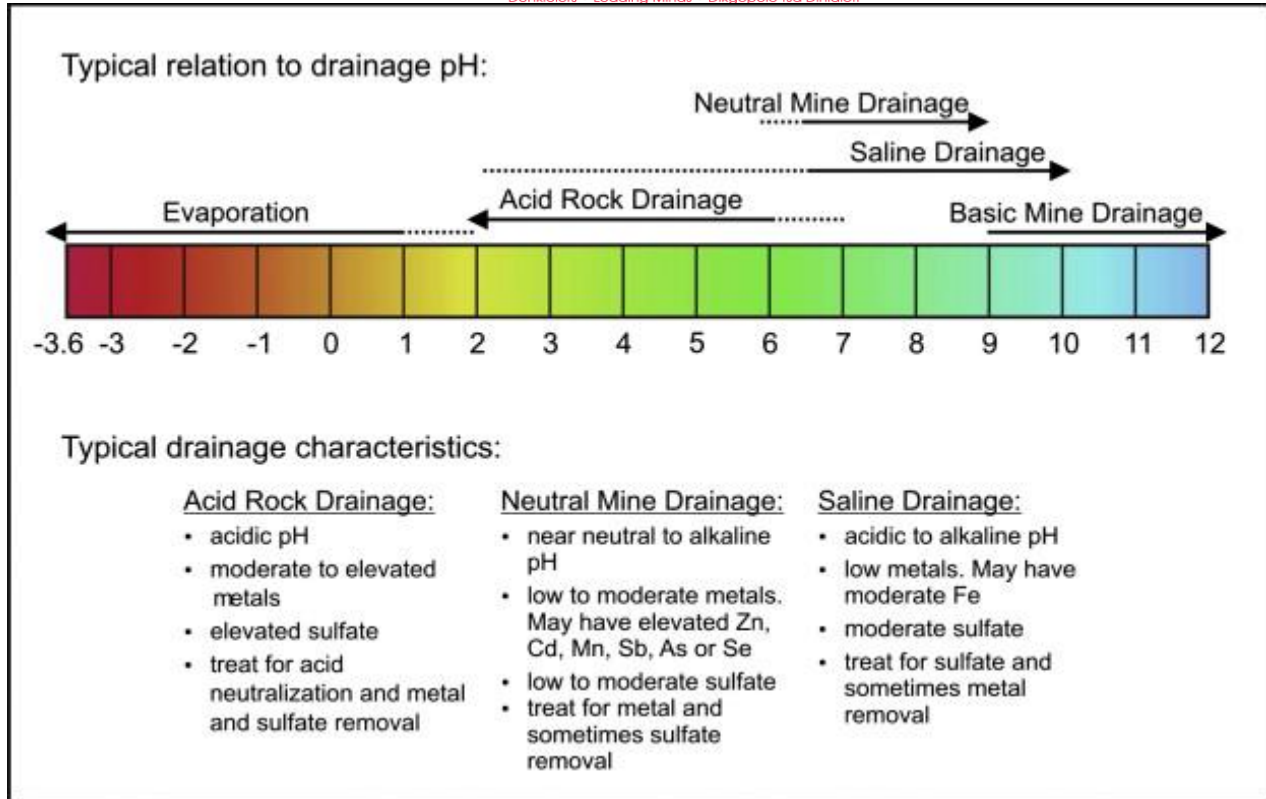 Typical relation to drainage pH:
Neutral Mine Drainage
Saline Drainage
Acid Rock Drainage
Evaporation
Basic Mine Drainage
-3.6 -3 -2 -1 0 1 2 3 4 5 6 7 8 9 10 11 12
Typical drainage characteristics:
Acid Rock Drainage:
• acidic pH
• moderate to elevated
metals
• elevated sulfate
• treat for acid
neutralization and metal
and sulfate removal
Neutral Mine Drainage:
• near neutral to alkaline
pH
• low to moderate metals.
May have elevated Zn,
Cd, Mn, Sb, As or Se
• low to moderate sulfate
• treat for metal and
sometimes sulfate
removal
Saline Drainage:
• acidic to alkaline pH
• low metals. May have
moderate Fe
• moderate sulfate
• treat for sulfate and
sometimes metal
removal